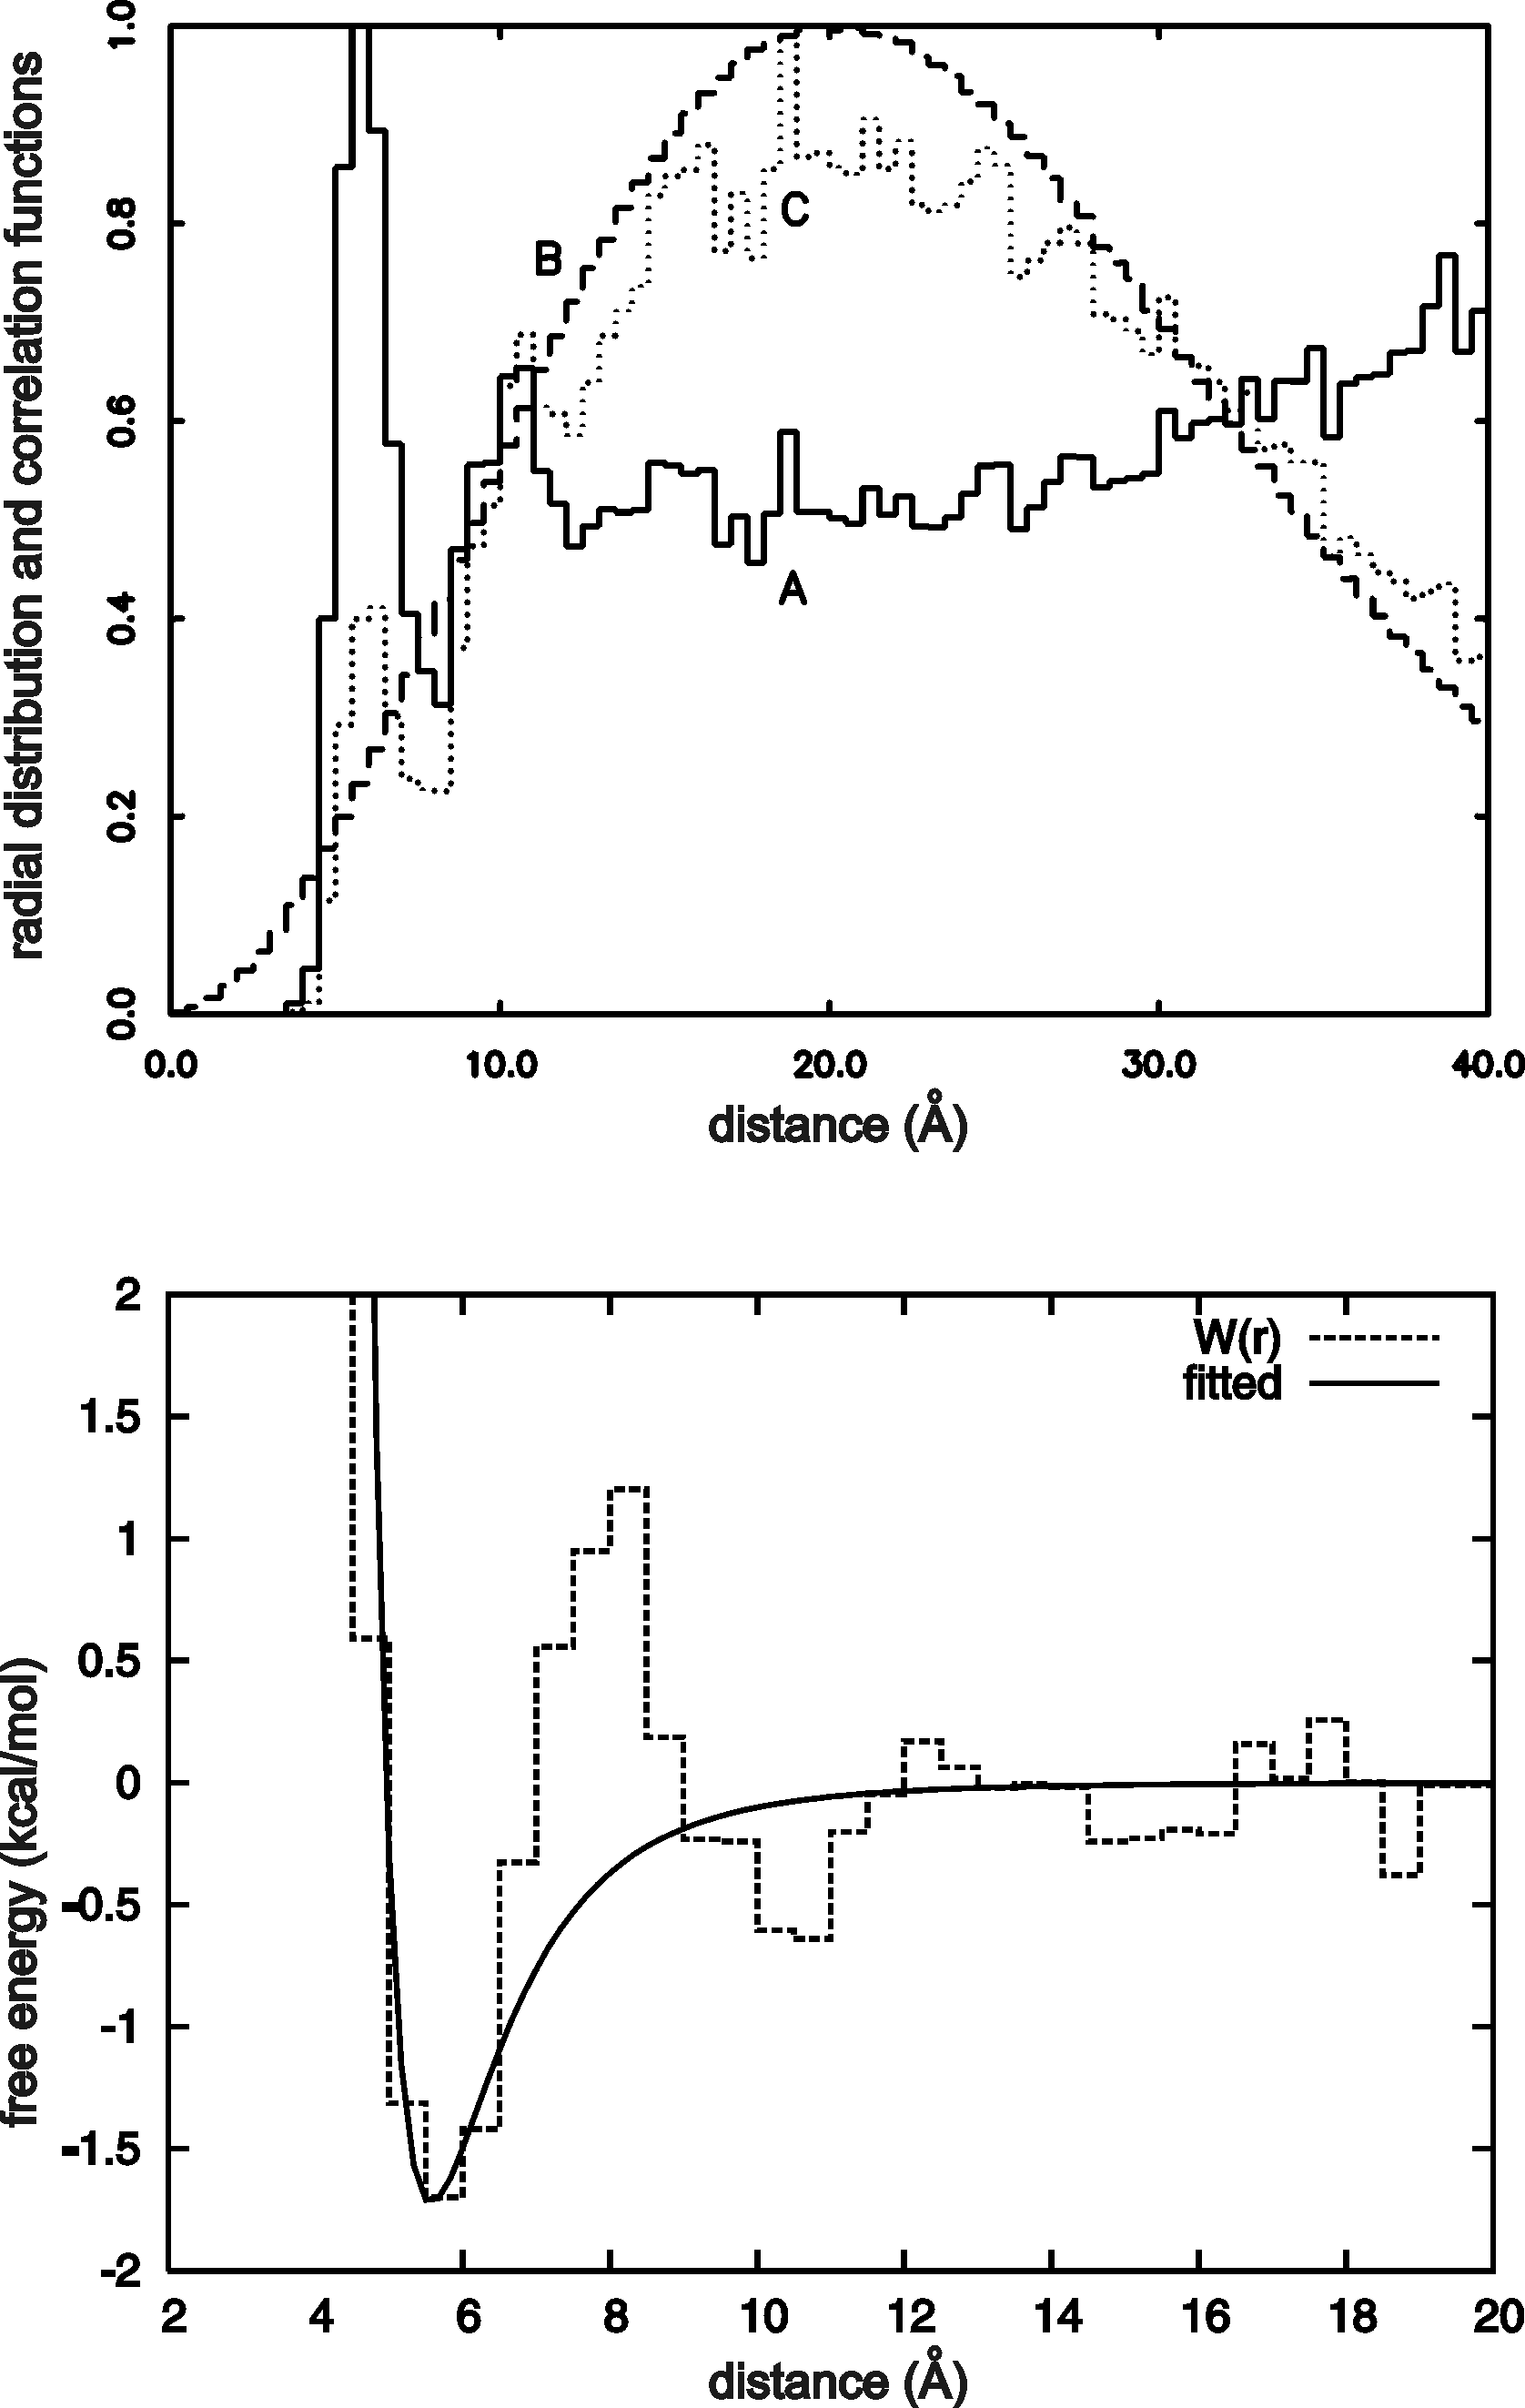 radial distribution and correlation functions
1.0
0.8
0.6
0.4
0.2
0.0
B
C
A
0.0 10.0 20.0 30.0 40.0
distance (Å)
free energy (kcal/mol)
2
1.5
1
0.5
0
-0.5
-1
-1.5
-2
W(r)
fitted
2 4 6 8 10 12 14 16 18 20
distance (Å)